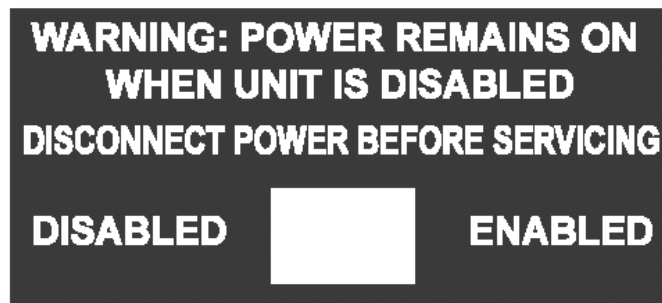 WARNING: POWER REMAINS ON
WHEN UNIT IS DISABLED
DISCONNECT POWER BEFORE SERVICING
DISABLED ENABLED